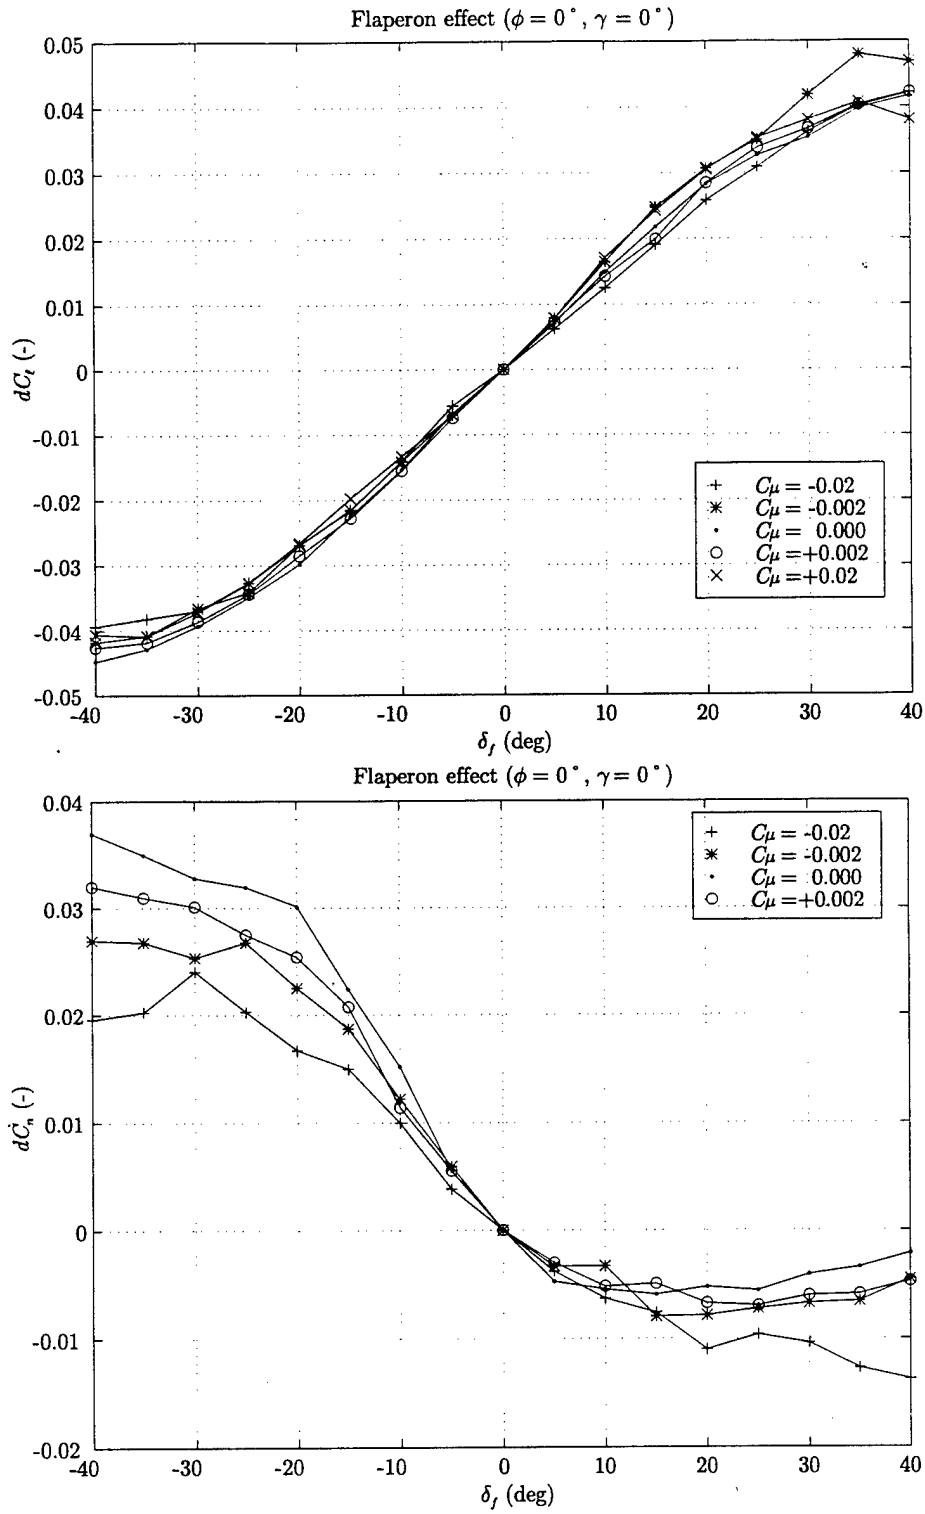 Flaperon effect (ϕ = 0°, γ = 0°)
0.05
0.04
0.03
0.02
0.01
0
-0.01
-0.02
-0.03
-0.04
-0.05
dCℓ (-)
+ Cμ = -0.02
* Cμ = -0.002
· Cμ = 0.000
○ Cμ = +0.002
× Cμ = +0.02
-40 -30 -20 -10 0 10 20 30 40
δf (deg)
Flaperon effect (ϕ = 0°, γ = 0°)
0.04
0.03
0.02
0.01
0
-0.01
-0.02
dCn (-)
+ Cμ = -0.02
* Cμ = -0.002
· Cμ = 0.000
○ Cμ = +0.002
-40 -30 -20 -10 0 10 20 30 40
δf (deg)